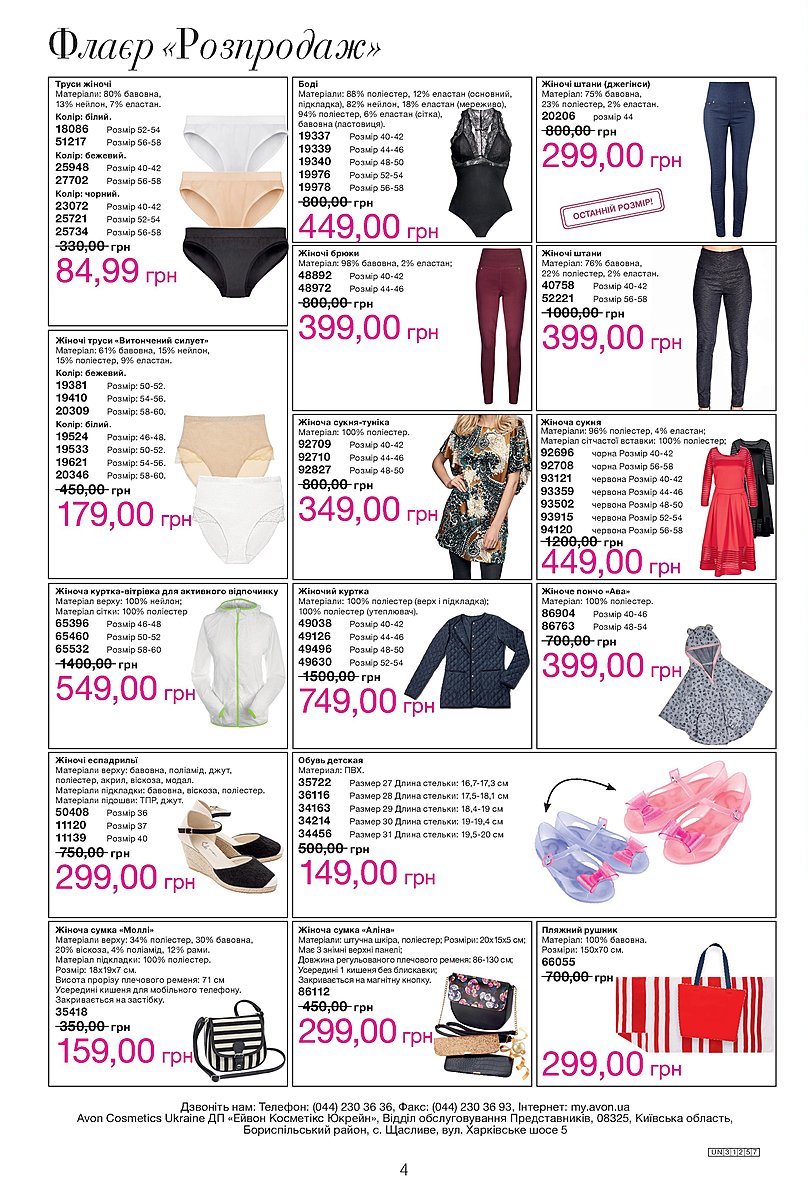 Флаєр «Розпродаж»
Труси жіночі
Матеріали: 80% бавовна,
13% нейлон, 7% еластан.
Колір: білий.
18086 Розмір 52-54
51217 Розмір 56-58
Колір: бежевий.
25948 Розмір 40-42
27702 Розмір 56-58
Колір: чорний.
23072 Розмір 40-42
25721 Розмір 52-54
25734 Розмір 56-58
330,00 грн
84,99 грн
Боді
Матеріали: 88% поліестер, 12% еластан (основний,
підкладка), 82% нейлон, 18% еластан (мереживо),
94% поліестер, 6% еластан (сітка),
бавовна (ластовиця).
19337 Розмір 40-42
19339 Розмір 44-46
19340 Розмір 48-50
19976 Розмір 52-54
19978 Розмір 56-58
800,00 грн
449,00 грн
Жіночі штани (джегінси)
Матеріал: 75% бавовна,
23% поліестер, 2% еластан.
20206 розмір 44
800,00 грн
299,00 грн
ОСТАННІЙ РОЗМІР!
Жіночі брюки
Матеріал: 98% бавовна, 2% еластан;
48892 Розмір 40-42
48972 Розмір 44-46
800,00 грн
399,00 грн
Жіночі штани
Матеріал: 76% бавовна,
22% поліестер, 2% еластан.
40758 Розмір 40-42
52221 Розмір 56-58
1000,00 грн
399,00 грн
Жіночі труси «Витончений силует»
Матеріал: 61% бавовна, 15% нейлон,
15% поліестер, 9% еластан.
Колір: бежевий.
19381 Розмір: 50-52.
19410 Розмір: 54-56.
20309 Розмір: 58-60.
Колір: білий.
19524 Розмір: 46-48.
19533 Розмір: 50-52.
19621 Розмір: 54-56.
20346 Розмір: 58-60.
450,00 грн
179,00 грн
Жіноча сукня-туніка
Матеріал: 100% поліестер.
92709 Розмір 40-42
92710 Розмір 44-46
92827 Розмір 48-50
800,00 грн
349,00 грн
Жіноча сукня
Матеріали: 96% поліестер, 4% еластан;
Матеріал сітчастої вставки: 100% поліестер;
92696 чорна Розмір 40-42
92708 чорна Розмір 56-58
93121 червона Розмір 40-42
93359 червона Розмір 44-46
93502 червона Розмір 48-50
93915 червона Розмір 52-54
94120 червона Розмір 56-58
1200,00 грн
449,00 грн
Жіноча куртка-вітрівка для активного відпочинку
Матеріал верху: 100% нейлон;
Матеріал сітки: 100% поліестер
65396 Розмір 46-48
65460 Розмір 50-52
65532 Розмір 58-60
1400,00 грн
549,00 грн
Жіночий куртка
Матеріали: 100% поліестер (верх і підкладка);
100% поліестер (утеплювач).
49038 Розмір 40-42
49126 Розмір 44-46
49496 Розмір 48-50
49630 Розмір 52-54
1500,00 грн
749,00 грн
Жіноче пончо «Ава»
Матеріал: 100% поліестер.
86904 Розмір 40-46
86763 Розмір 48-54
700,00 грн
399,00 грн
Жіночі еспадрильї
Матеріали верху: бавовна, поліамід, джут,
поліестер, акрил, віскоза, модал.
Матеріали підкладки: бавовна, віскоза, поліестер.
Матеріали підошви: ТПР, джут.
50408 Розмір 36
11120 Розмір 37
11139 Розмір 40
750,00 грн
299,00 грн
Обувь детская
Материал: ПВХ.
35722 Размер 27 Длина стельки: 16,7-17,3 см
36116 Размер 28 Длина стельки: 17,5-18,1 см
34163 Размер 29 Длина стельки: 18,4-19 см
34214 Размер 30 Длина стельки: 19-19,4 см
34456 Размер 31 Длина стельки: 19,5-20 см
500,00 грн
149,00 грн
Жіноча сумка «Моллі»
Матеріали верху: 34% поліестер, 30% бавовна,
20% віскоза, 4% поліамід, 12% рами.
Матеріал підкладки: 100% поліестер.
Розмір: 18х19х7 см.
Висота прорізу плечового ременя: 71 см
Усередині кишеня для мобільного телефону.
Закривається на застібку.
35418
350,00 грн
159,00 грн
Жіноча сумка «Аліна»
Матеріали: штучна шкіра, поліестер; Розміри: 20х15х5 см;
Має 3 знімні верхні панелі;
Довжина регульованого плечового ременя: 86-130 см;
Усередині 1 кишеня без блискавки;
Закривається на магнітну кнопку.
86112
450,00 грн
299,00 грн
Пляжний рушник
Матеріал: 100% бавовна.
Розміри: 150х70 см.
66055
700,00 грн
299,00 грн
Дзвоніть нам: Телефон: (044) 230 36 36, Факс: (044) 230 36 93, Інтернет: my.avon.ua
Avon Cosmetics Ukraine ДП «Ейвон Косметікс Юкрейн», Відділ обслуговування Представників, 08325, Київська область,
Бориспільський район, с. Щасливе, вул. Харківське шосе 5
UN31257
4